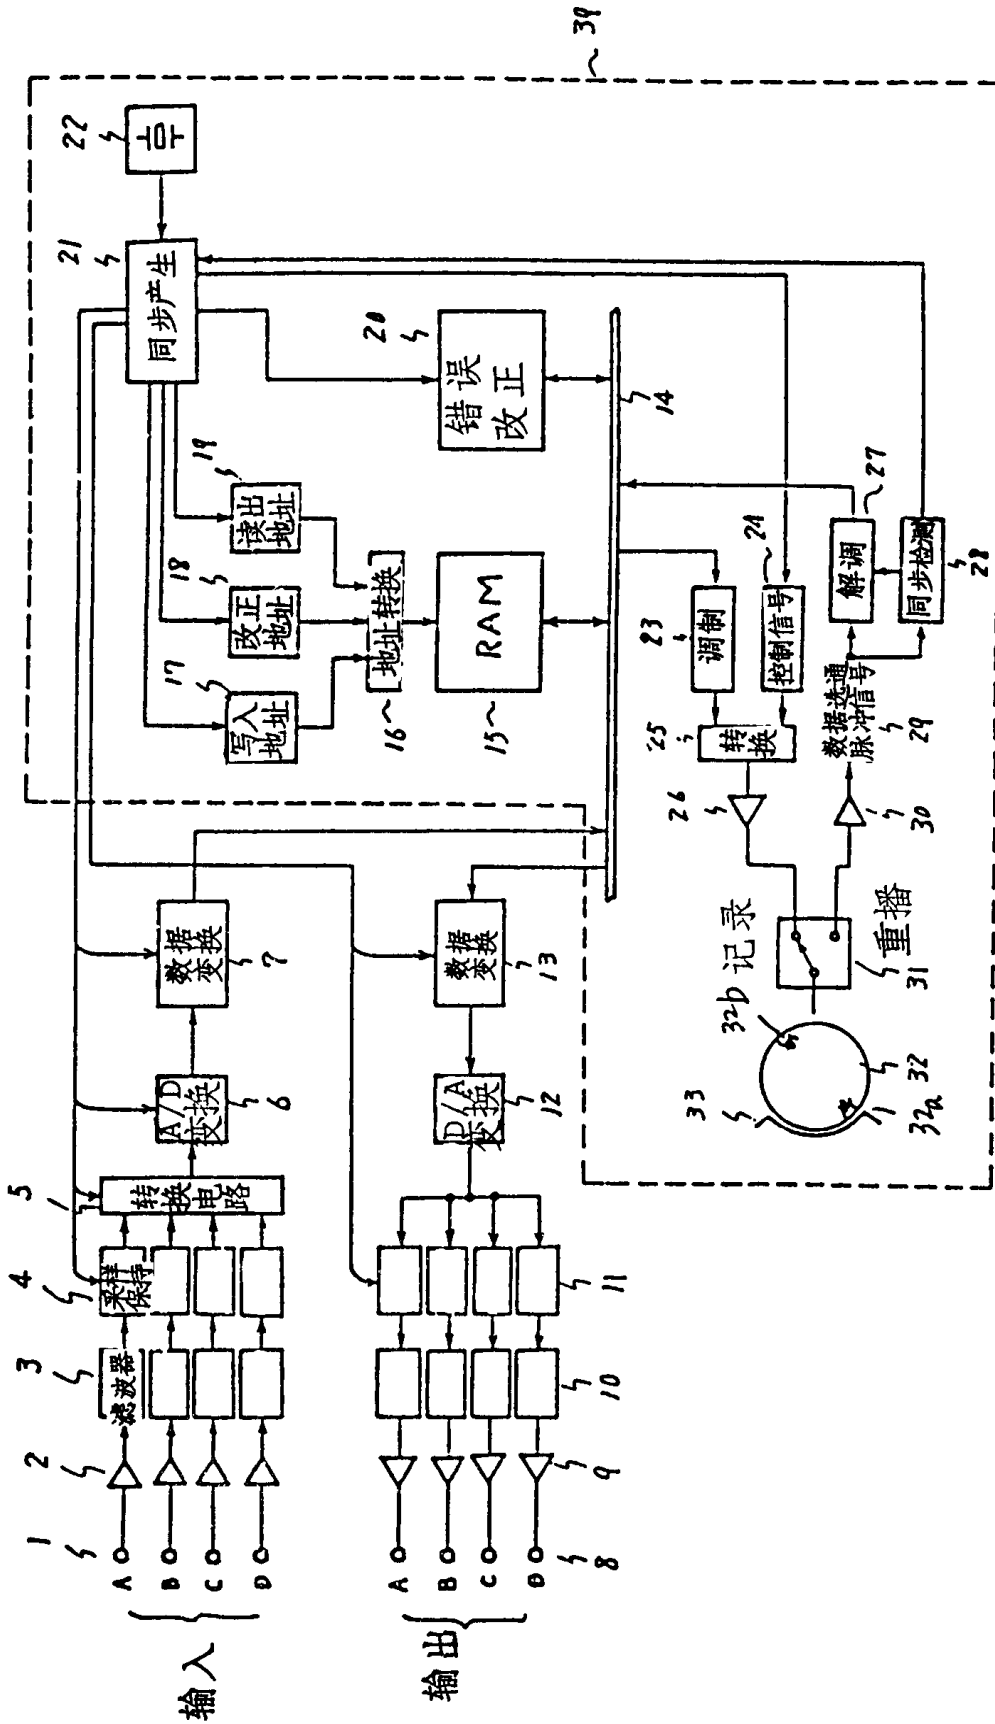 输入
A
B
C
D
1
2
3
滤波器
4
采样
保持
5
转换电路
6
A/D
变换
7
数据
变换
输出
A
B
C
D
8
9
10
11
12
D/A
变换
13
数据
变换
14
RAM
15
地址转换
16
写入
地址
17
改正
地址
18
读出
地址
19
错误
改正
20
同步产生
21
22
39
调制
23
控制信号
24
转换
25
26
解调
27
同步检测
28
数据选通
脉冲信号
29
30
记录
重播
31
32
32a
32b
33